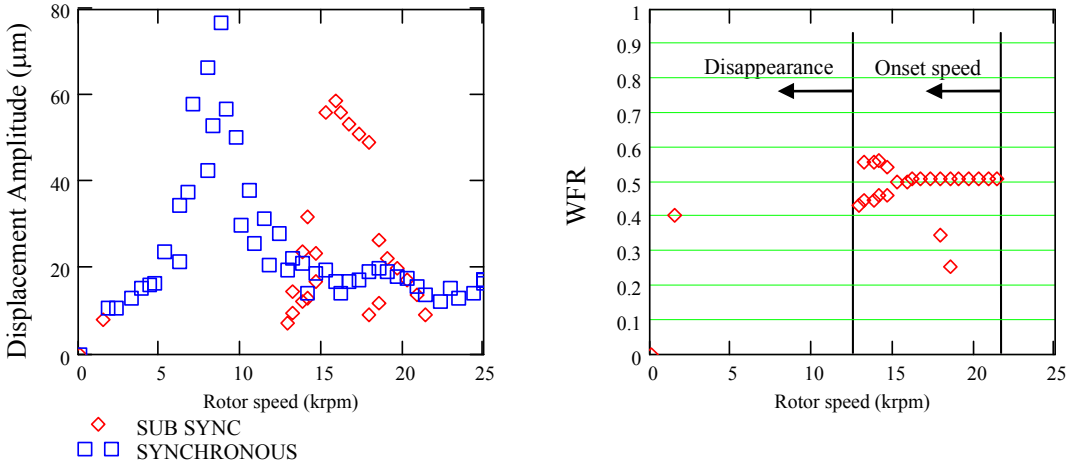 Displacement Amplitude (μm)
80
60
40
20
0
0 5 10 15 20 25
Rotor speed (krpm)
SUB SYNC
SYNCHRONOUS
WFR
1
0.9
0.8
0.7
0.6
0.5
0.4
0.3
0.2
0.1
0
Disappearance
Onset speed
0 5 10 15 20 25
Rotor speed (krpm)